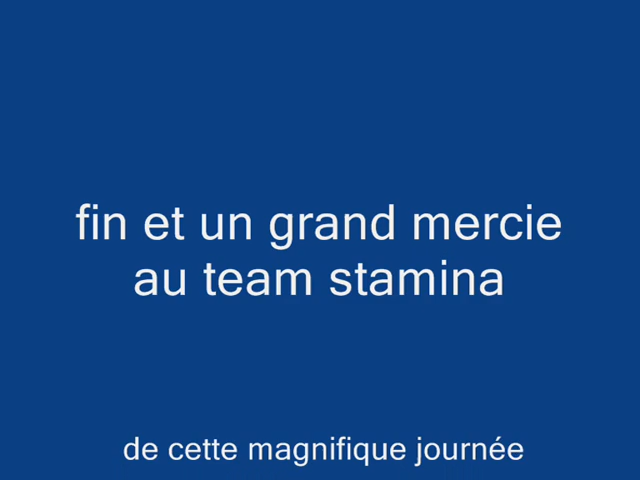 fin et un grand mercie
au team stamina
de cette magnifique journée